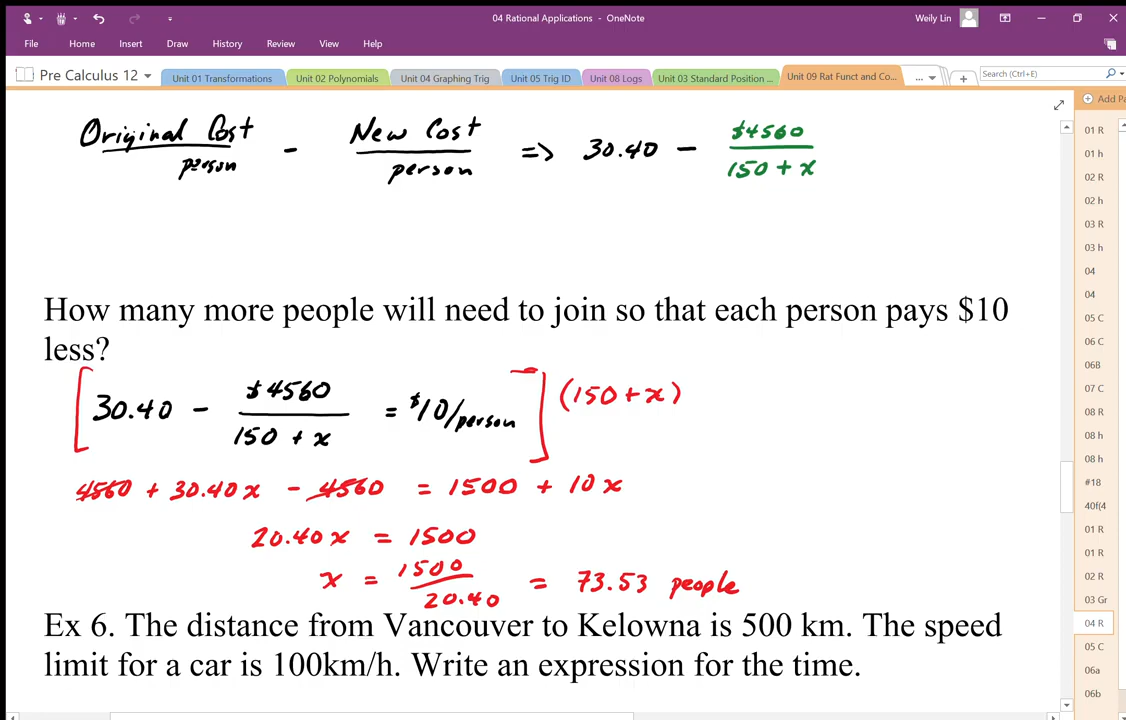 04 Rational Applications - OneNote
Weily Lin
File Home Insert Draw History Review View Help
Pre Calculus 12
Unit 01 Transformations Unit 02 Polynomials Unit 04 Graphing Trig Unit 05 Trig ID Unit 08 Logs Unit 03 Standard Position ... Unit 09 Rat Funct and Co... ...
Search (Ctrl+E)
Add Pa
Original Cost / person - New Cost / person => 30.40 - $4560 / 150 + x
How many more people will need to join so that each person pays $10
less?
[30.40 - $4560 / 150 + x = $10/person] (150 + x)
4560 + 30.40x - 4560 = 1500 + 10x
20.40x = 1500
x = 1500 / 20.40 = 73.53 people
Ex 6. The distance from Vancouver to Kelowna is 500 km. The speed
limit for a car is 100km/h. Write an expression for the time.
01 R
01 h
02 R
02 h
03 R
03 h
04
04
05 C
06 C
06B
07 C
08 R
08 h
08 h
#18
40f(4
01 R
01 R
02 R
03 Gr
04 R
05 C
06a
06b